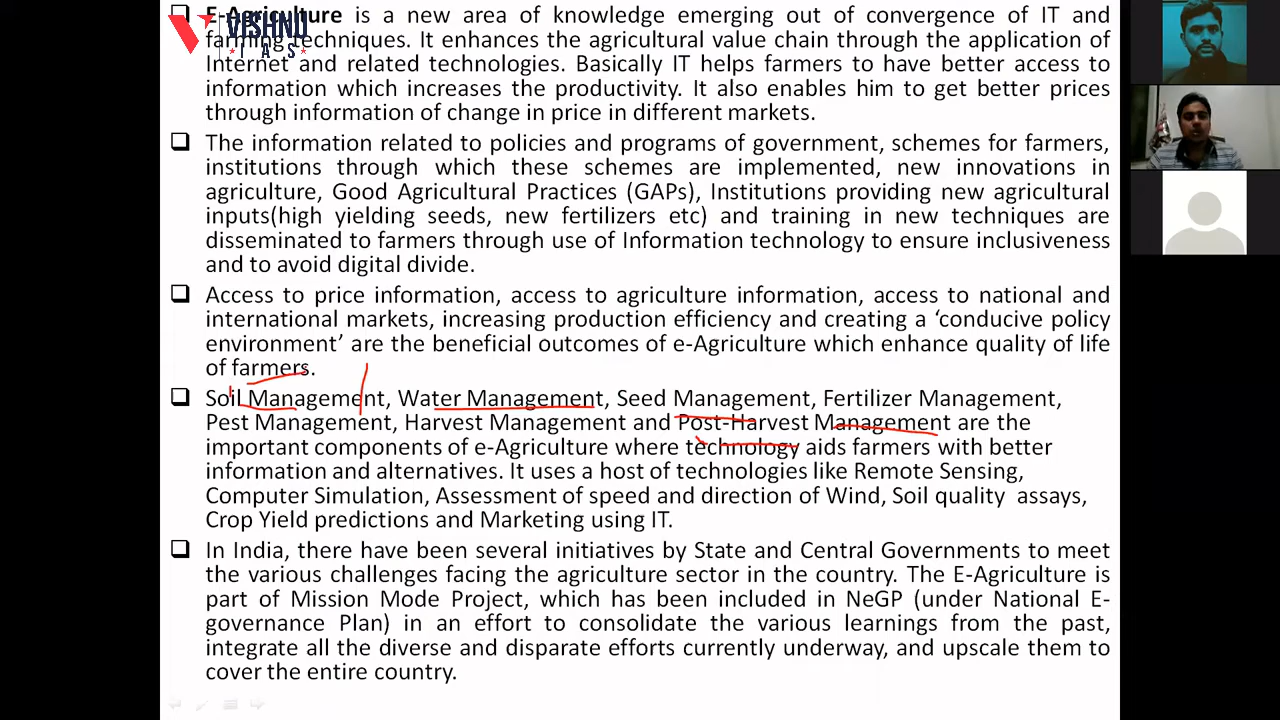 E-Agriculture is a new area of knowledge emerging out of convergence of IT and
VISHNU
IAS
farming techniques. It enhances the agricultural value chain through the application of
Internet and related technologies. Basically IT helps farmers to have better access to
information which increases the productivity. It also enables him to get better prices
through information of change in price in different markets.
The information related to policies and programs of government, schemes for farmers,
institutions through which these schemes are implemented, new innovations in
agriculture, Good Agricultural Practices (GAPs), Institutions providing new agricultural
inputs(high yielding seeds, new fertilizers etc) and training in new techniques are
disseminated to farmers through use of Information technology to ensure inclusiveness
and to avoid digital divide.
Access to price information, access to agriculture information, access to national and
international markets, increasing production efficiency and creating a ‘conducive policy
environment’ are the beneficial outcomes of e-Agriculture which enhance quality of life
of farmers.
Soil Management, Water Management, Seed Management, Fertilizer Management,
Pest Management, Harvest Management and Post-Harvest Management are the
important components of e-Agriculture where technology aids farmers with better
information and alternatives. It uses a host of technologies like Remote Sensing,
Computer Simulation, Assessment of speed and direction of Wind, Soil quality  assays,
Crop Yield predictions and Marketing using IT.
In India, there have been several initiatives by State and Central Governments to meet
the various challenges facing the agriculture sector in the country. The E-Agriculture is
part of Mission Mode Project, which has been included in NeGP (under National E-
governance Plan) in an effort to consolidate the various learnings from the past,
integrate all the diverse and disparate efforts currently underway, and upscale them to
cover the entire country.